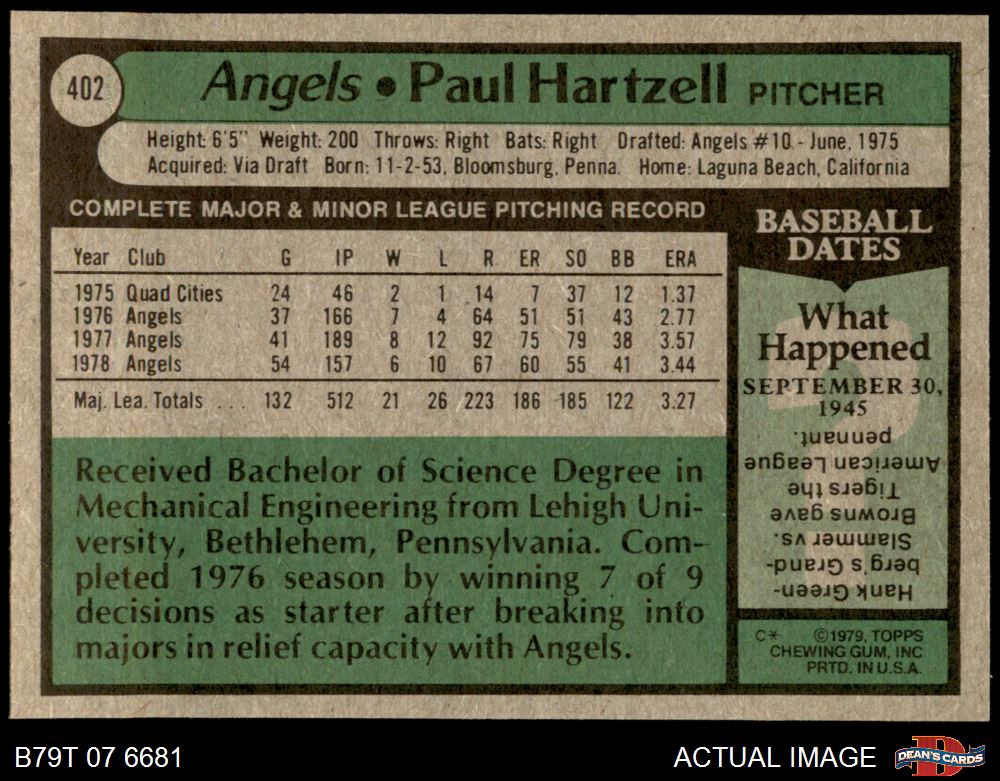 402
Angels • Paul Hartzell PITCHER
Height: 6'5" Weight: 200 Throws: Right Bats: Right Drafted: Angels #10 - June, 1975
Acquired: Via Draft Born: 11-2-53, Bloomsburg, Penna. Home: Laguna Beach, California
COMPLETE MAJOR & MINOR LEAGUE PITCHING RECORD
Year Club G IP W L R ER SO BB ERA
1975 Quad Cities 24 46 2 1 14 7 37 12 1.37
1976 Angels 37 166 7 4 64 51 51 43 2.77
1977 Angels 41 189 8 12 92 75 79 38 3.57
1978 Angels 54 157 6 10 67 60 55 41 3.44
Maj. Lea. Totals ... 132 512 21 26 223 186 185 122 3.27
Received Bachelor of Science Degree in
Mechanical Engineering from Lehigh Uni-
versity, Bethlehem, Pennsylvania. Com-
pleted 1976 season by winning 7 of 9
decisions as starter after breaking into
majors in relief capacity with Angels.
BASEBALL
DATES
What
Happened
SEPTEMBER 30,
1945
Hank Green-
berg's Grand-
Slammer vs.
Browns gave
Tigers the
American League
pennant.
C* ©1979, TOPPS
CHEWING GUM, INC
PRTD. IN U.S.A.
B79T 07 6681
ACTUAL IMAGE
D
DEAN'S CARDS